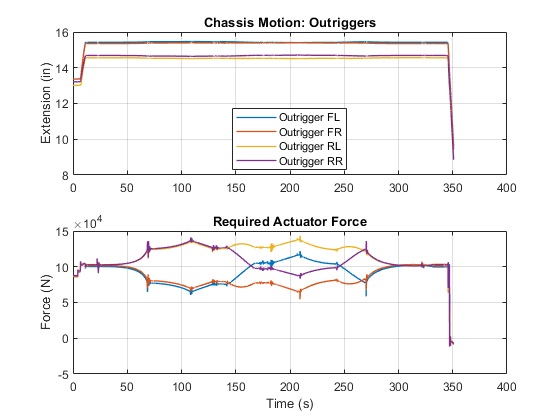 Chassis Motion: Outriggers
16
14
12
10
8
Extension (in)
Outrigger FL
Outrigger FR
Outrigger RL
Outrigger RR
0 50 100 150 200 250 300 350 400
Required Actuator Force
×10⁴
15
10
5
0
-5
Force (N)
0 50 100 150 200 250 300 350 400
Time (s)